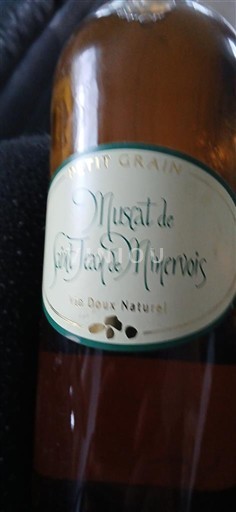 PETIT GRAIN
Muscat de
Saint Jean de Minervois
Vin Doux Naturel